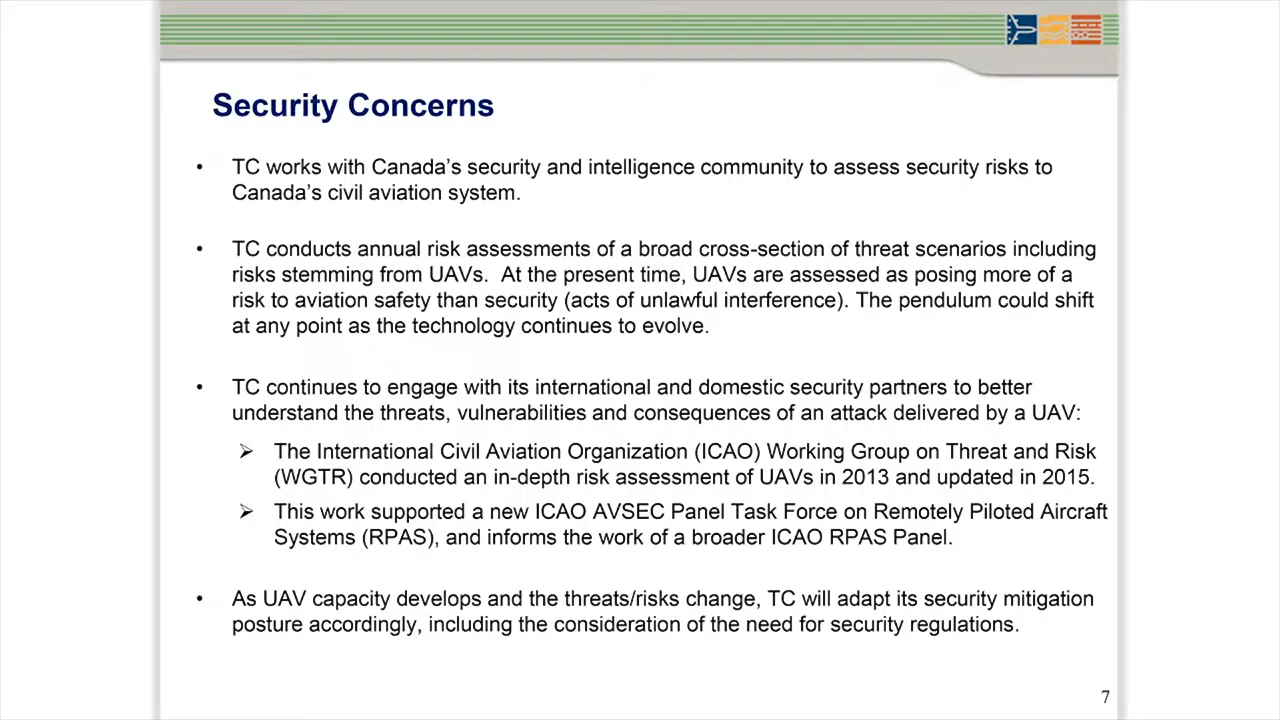 Security Concerns
• TC works with Canada’s security and intelligence community to assess security risks to
Canada’s civil aviation system.
• TC conducts annual risk assessments of a broad cross-section of threat scenarios including
risks stemming from UAVs.  At the present time, UAVs are assessed as posing more of a
risk to aviation safety than security (acts of unlawful interference). The pendulum could shift
at any point as the technology continues to evolve.
• TC continues to engage with its international and domestic security partners to better
understand the threats, vulnerabilities and consequences of an attack delivered by a UAV:
➢ The International Civil Aviation Organization (ICAO) Working Group on Threat and Risk
(WGTR) conducted an in-depth risk assessment of UAVs in 2013 and updated in 2015.
➢ This work supported a new ICAO AVSEC Panel Task Force on Remotely Piloted Aircraft
Systems (RPAS), and informs the work of a broader ICAO RPAS Panel.
• As UAV capacity develops and the threats/risks change, TC will adapt its security mitigation
posture accordingly, including the consideration of the need for security regulations.
7